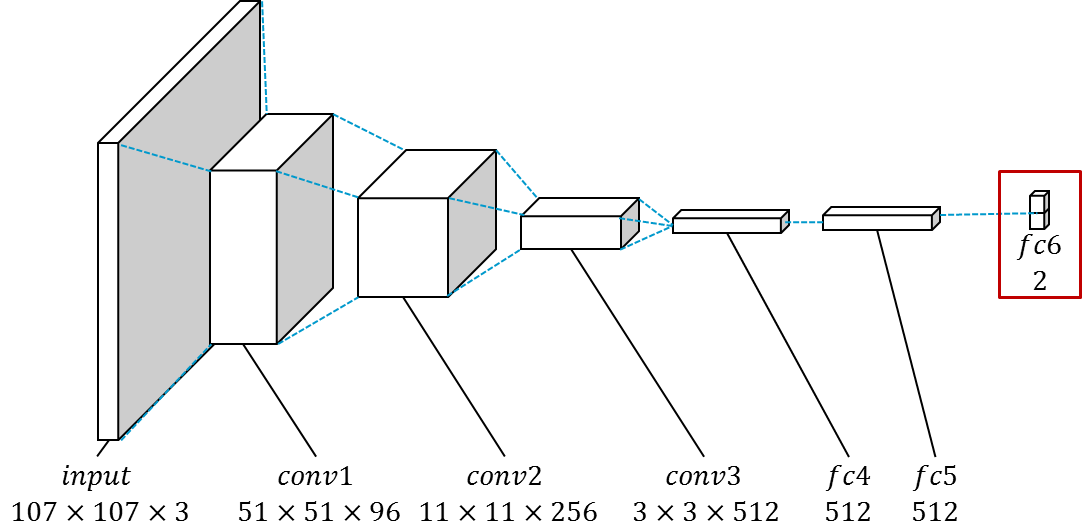 fc6
2
input
conv1
conv2
conv3
fc4
fc5
107 × 107 × 3
51 × 51 × 96
11 × 11 × 256
3 × 3 × 512
512
512